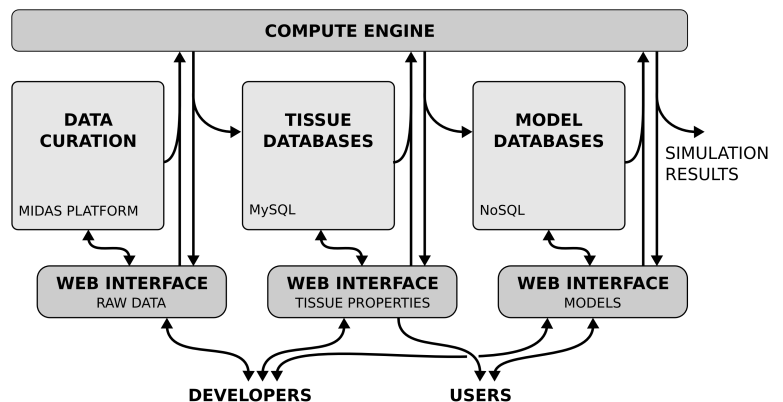 COMPUTE ENGINE
DATA
CURATION
MIDAS PLATFORM
TISSUE
DATABASES
MySQL
MODEL
DATABASES
NoSQL
SIMULATION
RESULTS
WEB INTERFACE
RAW DATA
WEB INTERFACE
TISSUE PROPERTIES
WEB INTERFACE
MODELS
DEVELOPERS
USERS